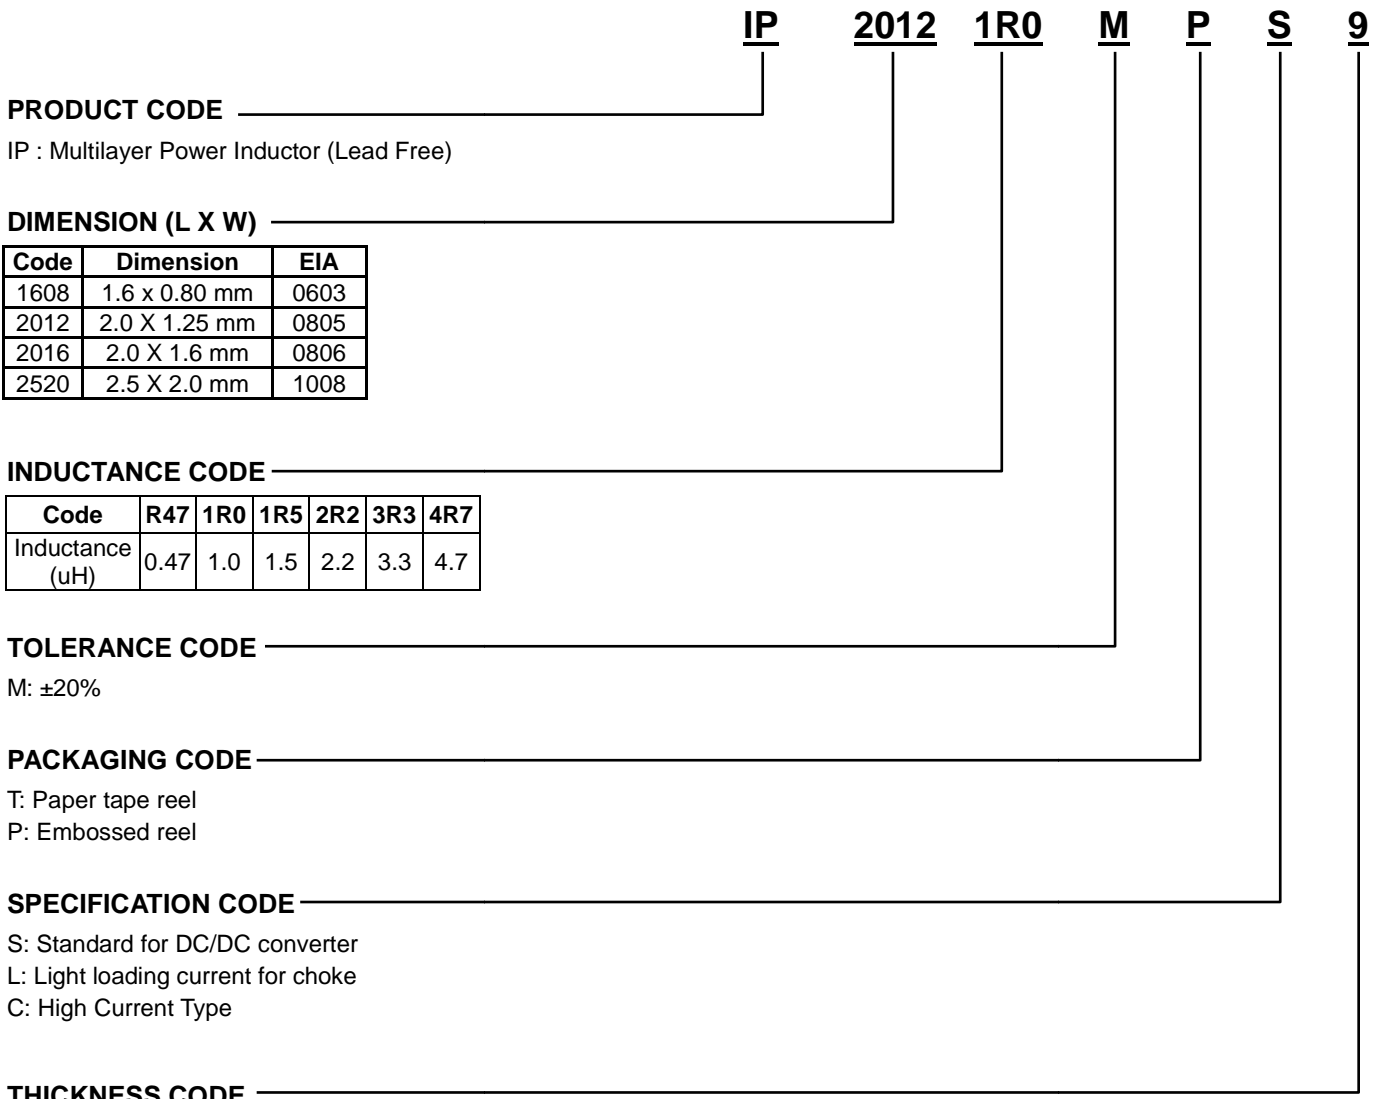 IP 2012 1R0 M P S 9
PRODUCT CODE
IP : Multilayer Power Inductor (Lead Free)
DIMENSION (L X W)
Code Dimension EIA
1608 1.6 x 0.80 mm 0603
2012 2.0 X 1.25 mm 0805
2016 2.0 X 1.6 mm 0806
2520 2.5 X 2.0 mm 1008
INDUCTANCE CODE
Code R47 1R0 1R5 2R2 3R3 4R7
Inductance
(uH) 0.47 1.0 1.5 2.2 3.3 4.7
TOLERANCE CODE
M: ±20%
PACKAGING CODE
T: Paper tape reel
P: Embossed reel
SPECIFICATION CODE
S: Standard for DC/DC converter
L: Light loading current for choke
C: High Current Type
THICKNESS CODE